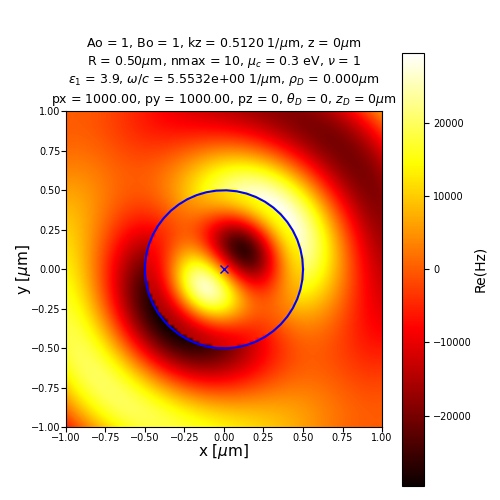 Ao = 1, Bo = 1, kz = 0.5120 1/μm, z = 0μm
R = 0.50μm, nmax = 10, μc = 0.3 eV, ν = 1
ε1 = 3.9, ω/c = 5.5532e+00 1/μm, ρD = 0.000μm
px = 1000.00, py = 1000.00, pz = 0, θD = 0, zD = 0μm
1.00
0.75
0.50
0.25
0.00
−0.25
−0.50
−0.75
−1.00
y [μm]
−1.00 −0.75 −0.50 −0.25 0.00 0.25 0.50 0.75 1.00
x [μm]
20000
10000
0
−10000
−20000
Re(Hz)